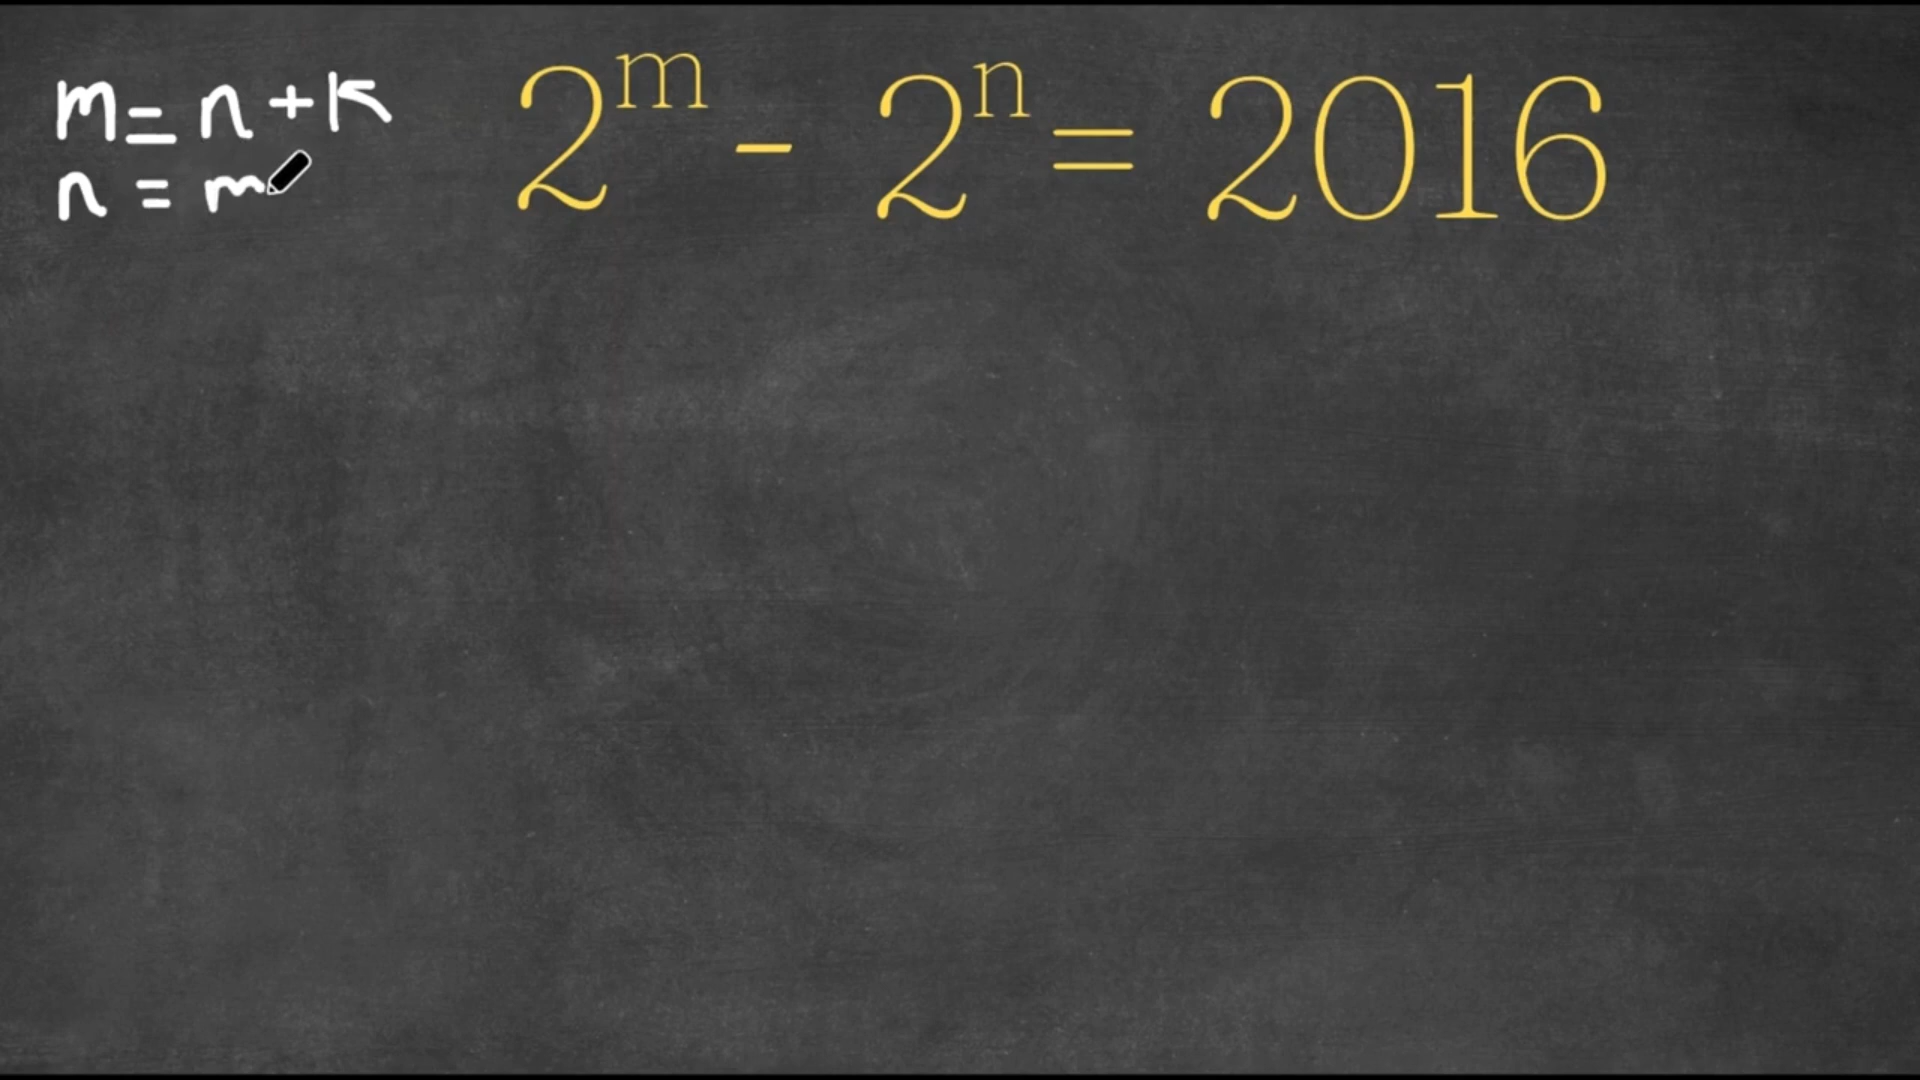 2^m - 2^n = 2016
m = n + k
n = m